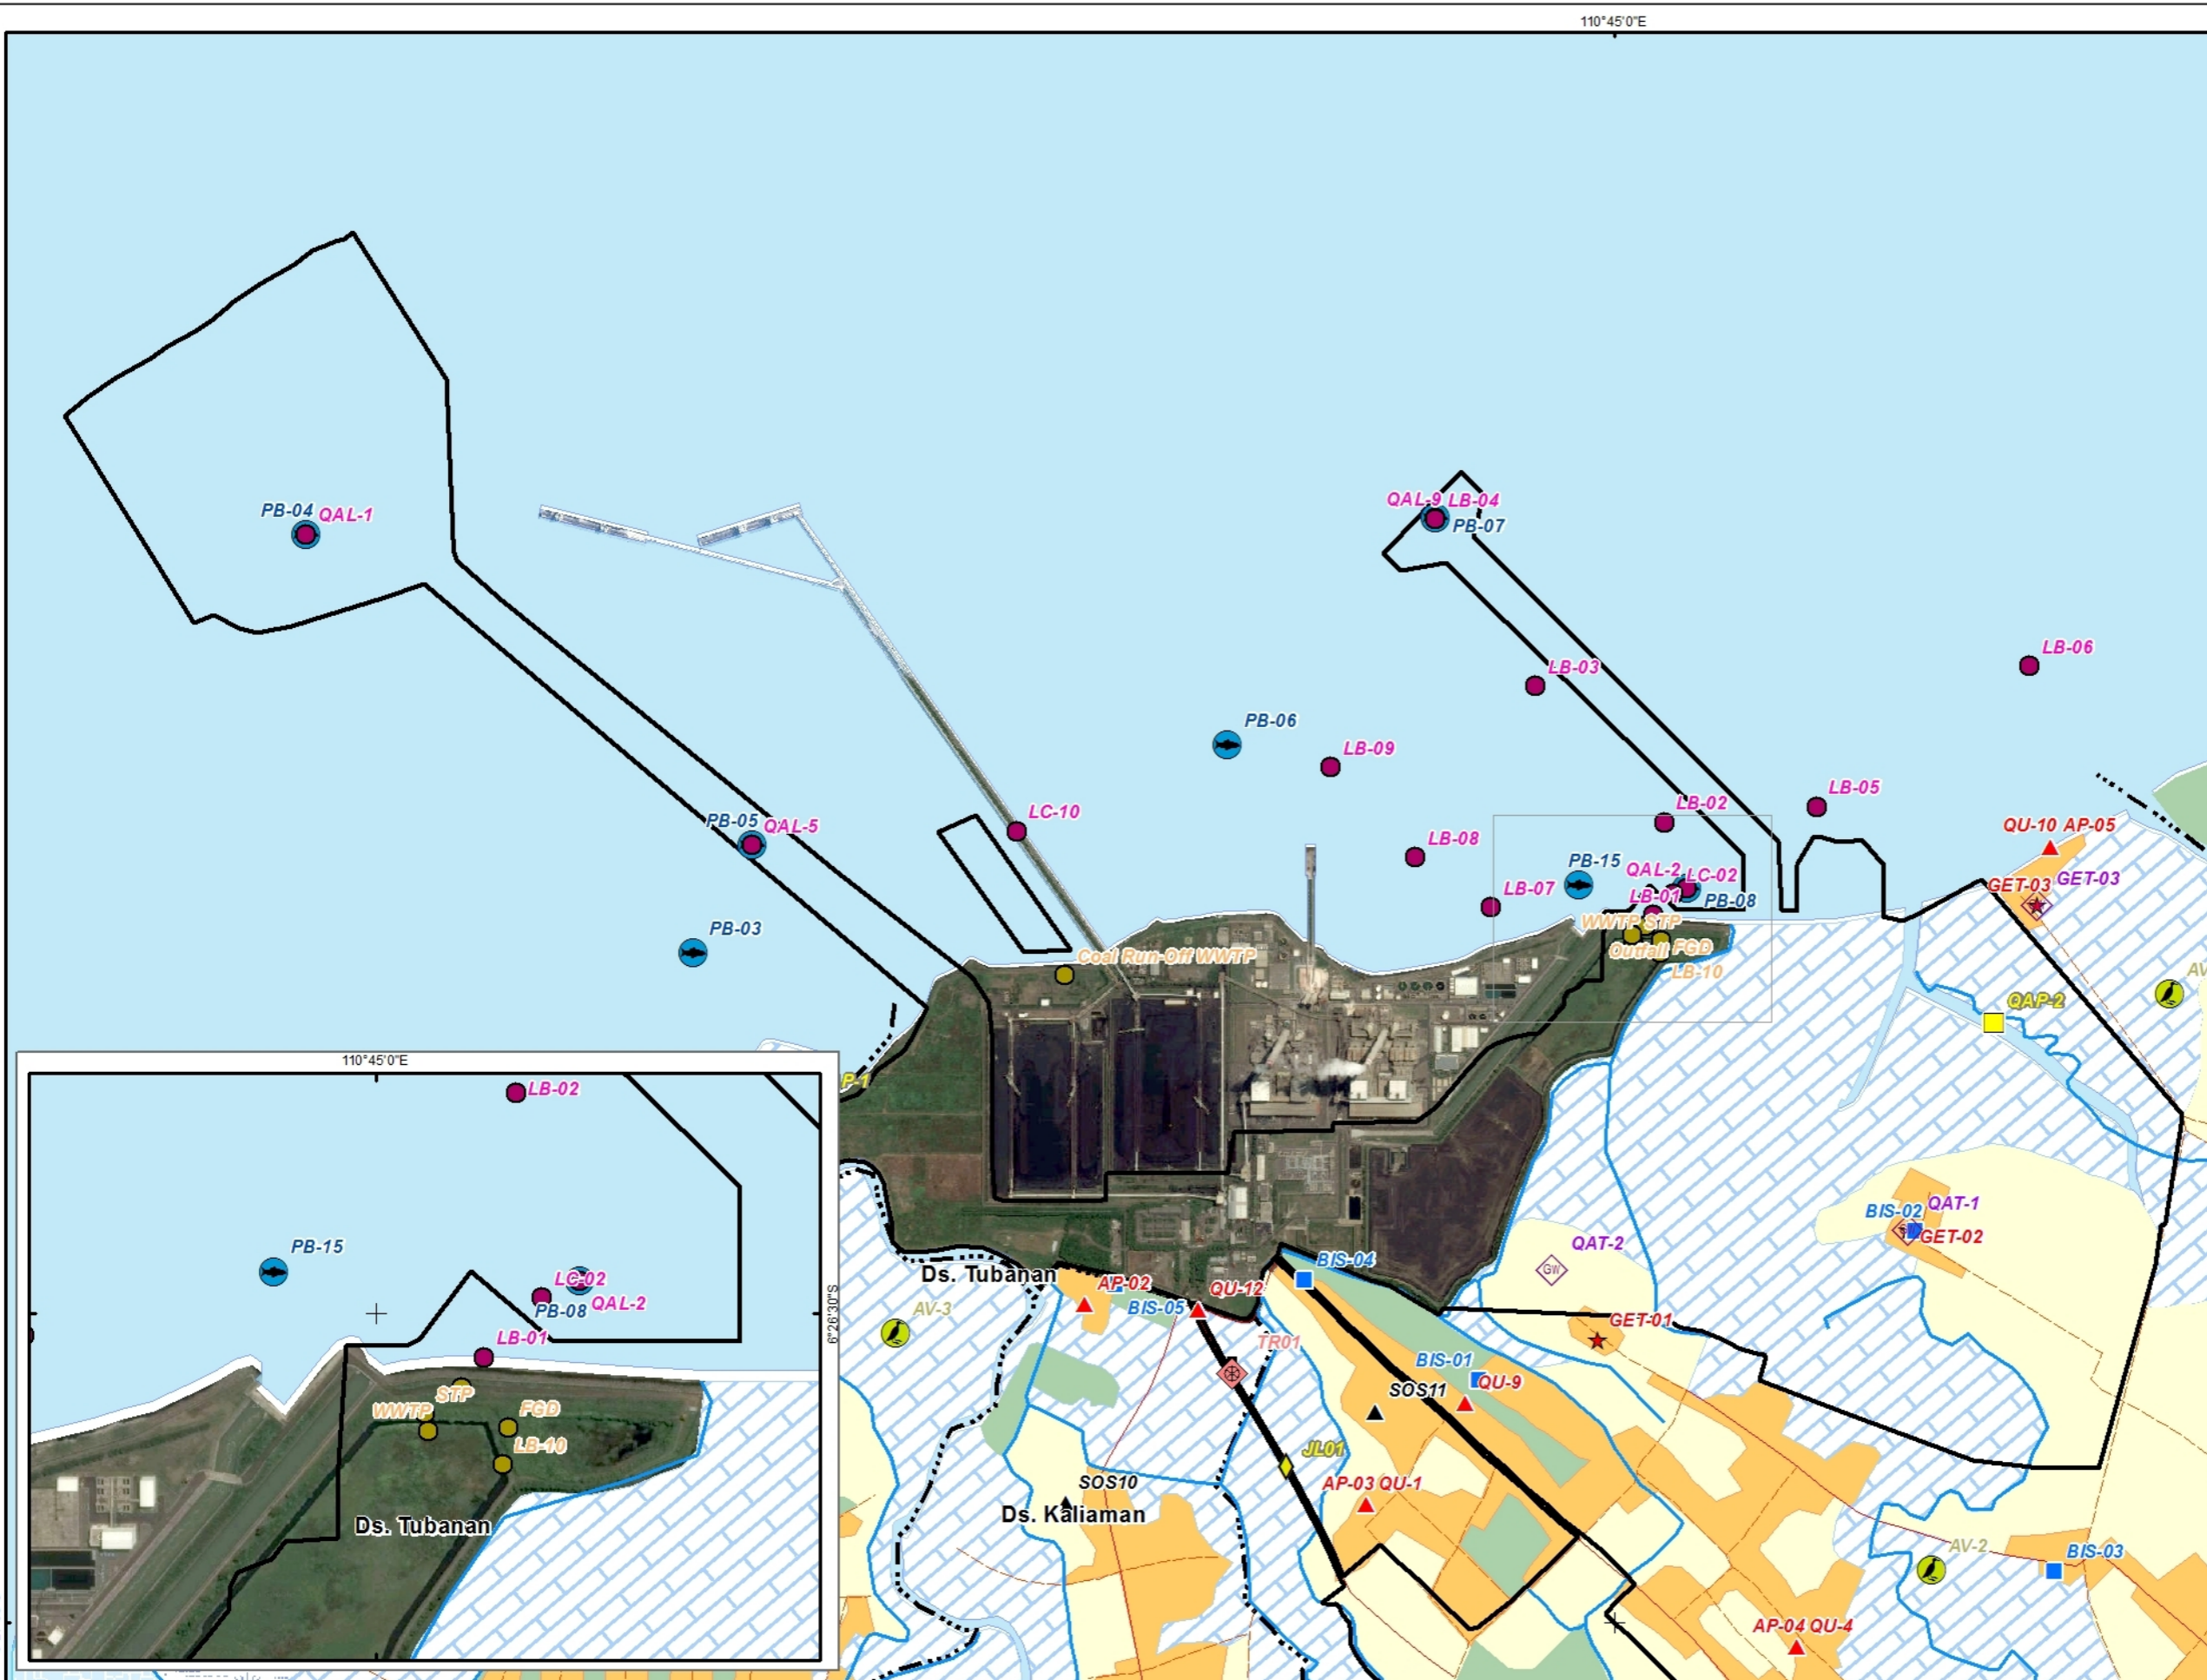 110°45'0"E
PB-04 QAL-1
QAL-9 LB-04
PB-07
LB-06
LB-03
PB-06
LB-09
LB-05
LB-02
LC-10
PB-05 QAL-5
QU-10 AP-05
LB-08
PB-15
QAL-2 LC-02
GET-03 GET-03
LB-07
LB-01 PB-08
WWTP STP
PB-03
Outfall FGD
Coal Run-Off WWTP
LB-10
AV
QAP-2
P-1
BIS-02 QAT-1
GET-02
QAT-2
GW
BIS-04
Ds. Tubanan
AP-02
QU-12
AV-3
BIS-05
GET-01
TR01
BIS-01
SOS11
QU-9
JL01
SOS10
AP-03 QU-1
Ds. Kaliaman
AV-2
BIS-03
AP-04 QU-4
110°45'0"E
LB-02
PB-15
LC-02
PB-08
QAL-2
6°26'30"S
LB-01
STP
WWTP
FGD
LB-10
Ds. Tubanan